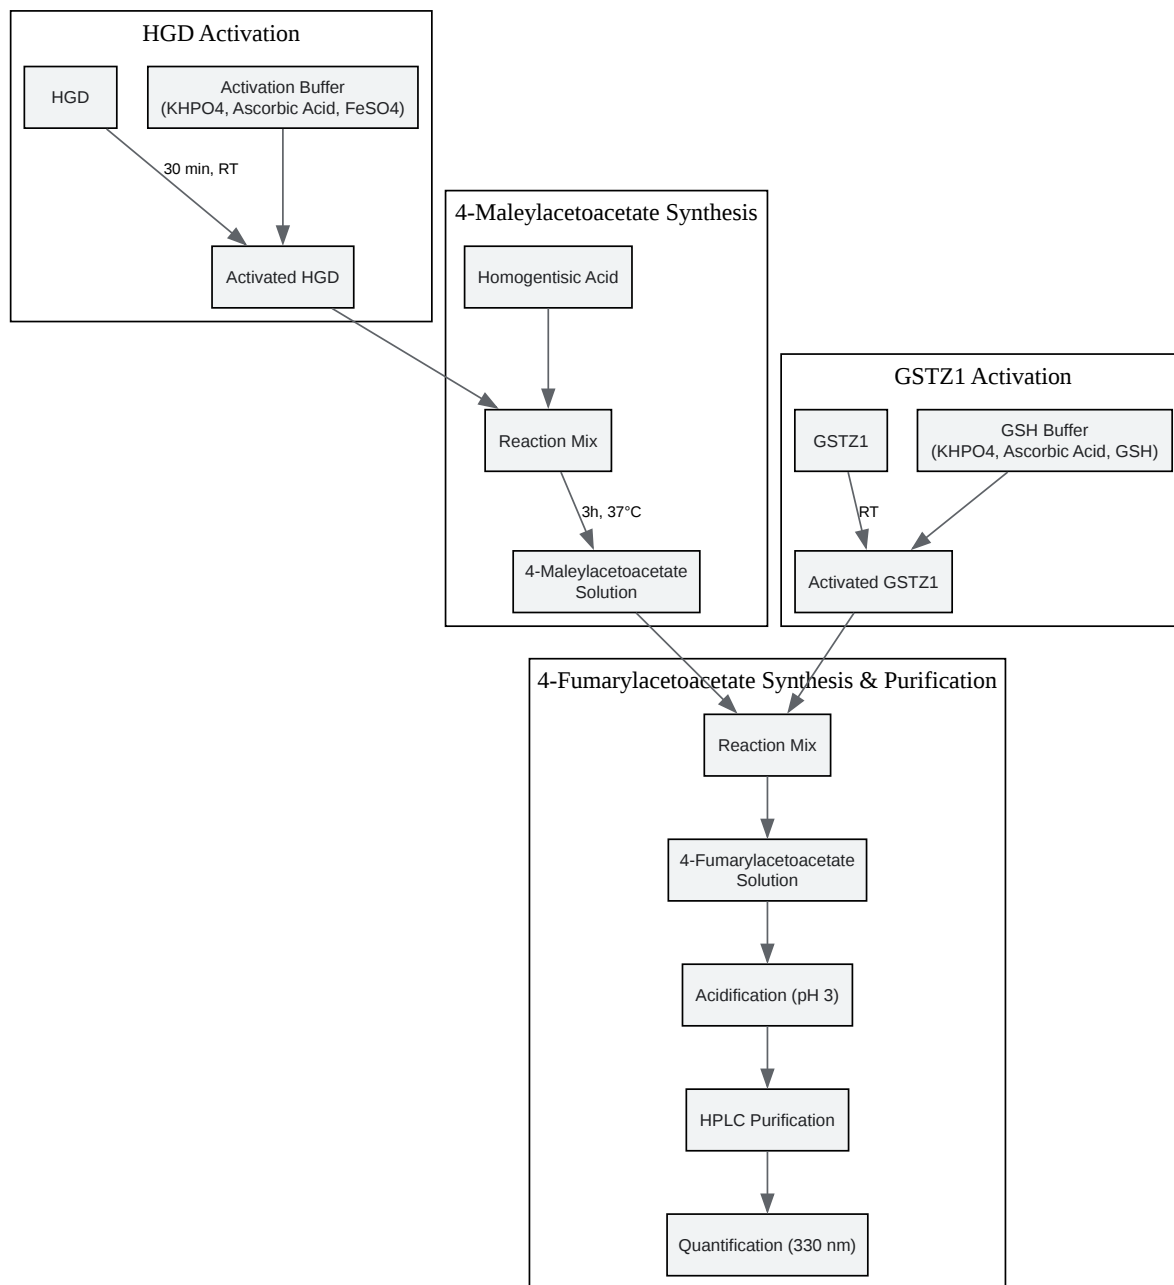 HGD Activation
HGD
Activation Buffer
(KHPO4, Ascorbic Acid, FeSO4)
30 min, RT
Activated HGD
4-Maleylacetoacetate Synthesis
Homogentisic Acid
Reaction Mix
3h, 37°C
4-Maleylacetoacetate
Solution
GSTZ1 Activation
GSTZ1
GSH Buffer
(KHPO4, Ascorbic Acid, GSH)
RT
Activated GSTZ1
4-Fumarylacetoacetate Synthesis & Purification
Reaction Mix
4-Fumarylacetoacetate
Solution
Acidification (pH 3)
HPLC Purification
Quantification (330 nm)